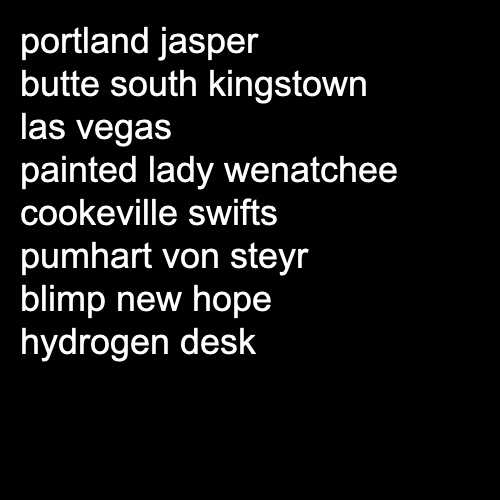 portland jasper
butte south kingstown
las vegas
painted lady wenatchee
cookeville swifts
pumhart von steyr
blimp new hope
hydrogen desk